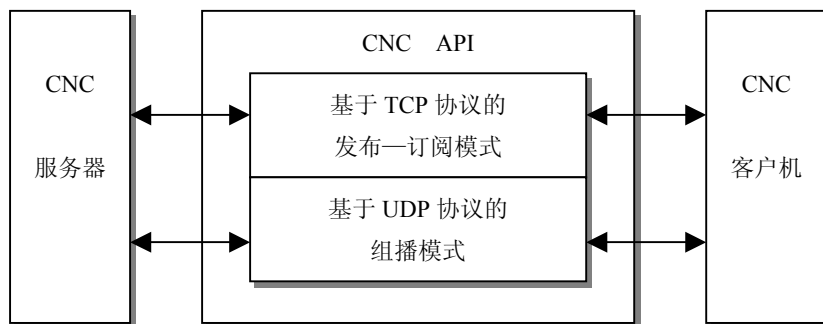 CNC
服务器
CNC API
基于 TCP 协议的
发布—订阅模式
基于 UDP 协议的
组播模式
CNC
客户机